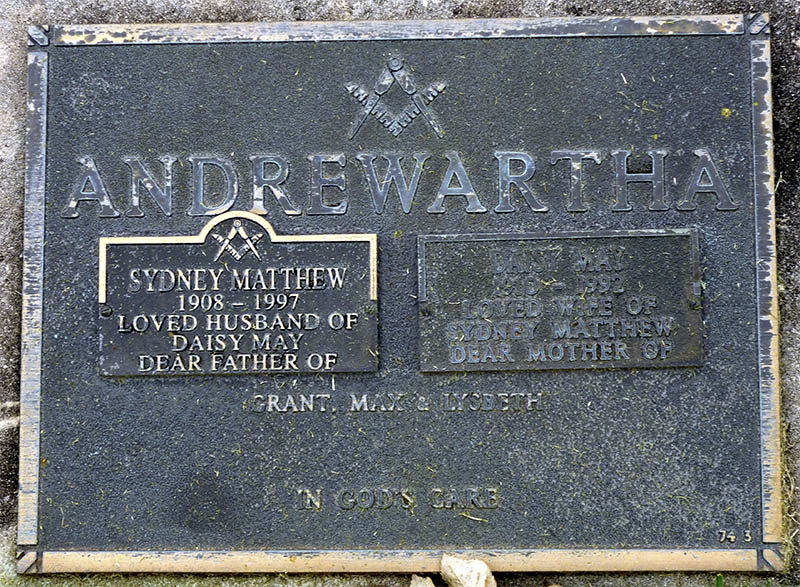 ANDREWARTHA
SYDNEY MATTHEW
1908 – 1997
LOVED HUSBAND OF
DAISY MAY
DEAR FATHER OF
DAISY MAY
– 1992
LOVED WIFE OF
SYDNEY MATTHEW
DEAR MOTHER OF
GRANT, MAX & LYSBETH
IN GOD'S CARE
74 3